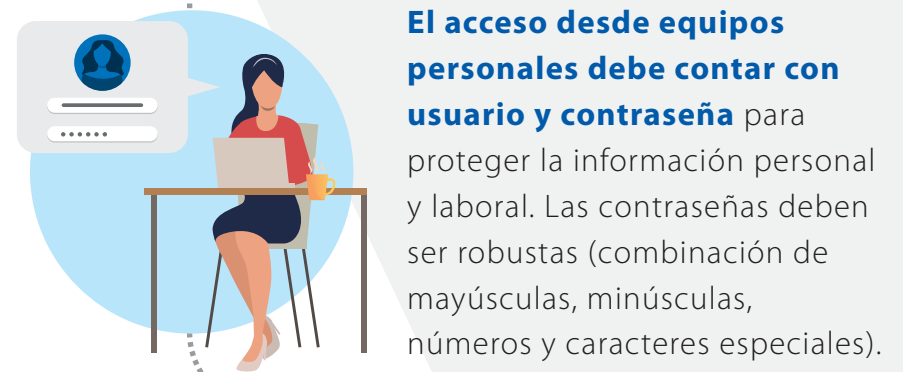 El acceso desde equipos
personales debe contar con
usuario y contraseña para
proteger la información personal
y laboral. Las contraseñas deben
ser robustas (combinación de
mayúsculas, minúsculas,
números y caracteres especiales).